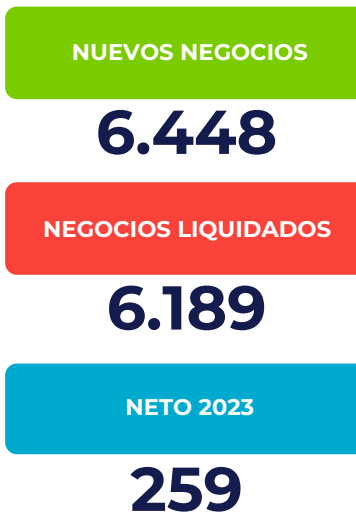 NUEVOS NEGOCIOS
6.448
NEGOCIOS LIQUIDADOS
6.189
NETO 2023
259